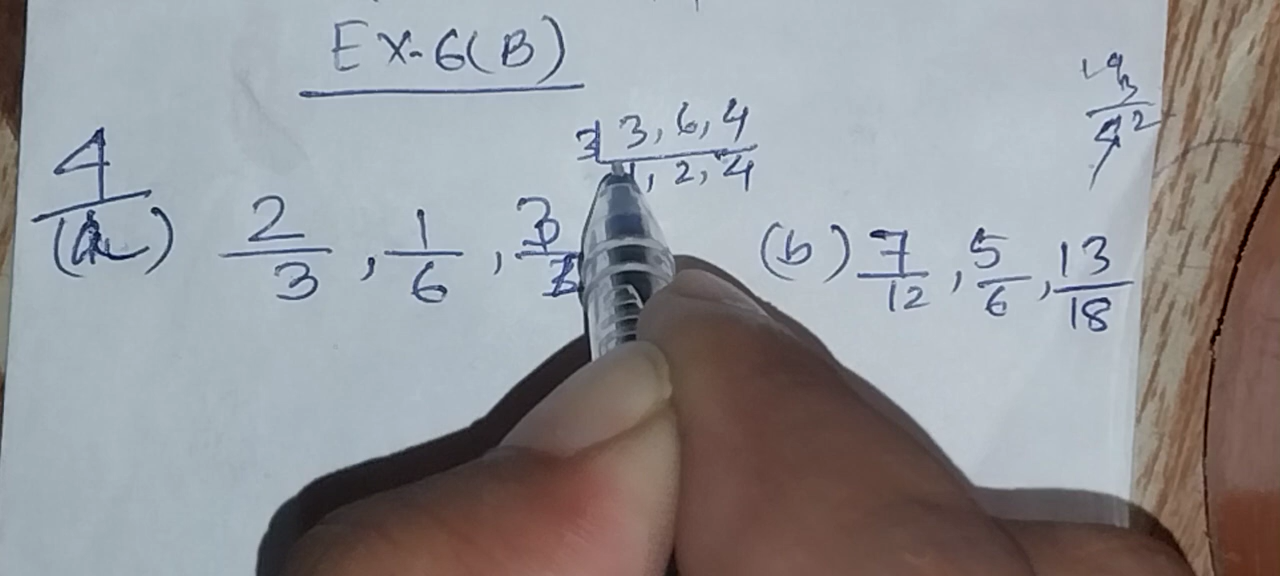 Ex-6(B)
3 | 3, 6, 4
1, 2, 4
4
(a) 2/3, 1/6, 3/ (b) 7/12, 5/6, 13/18